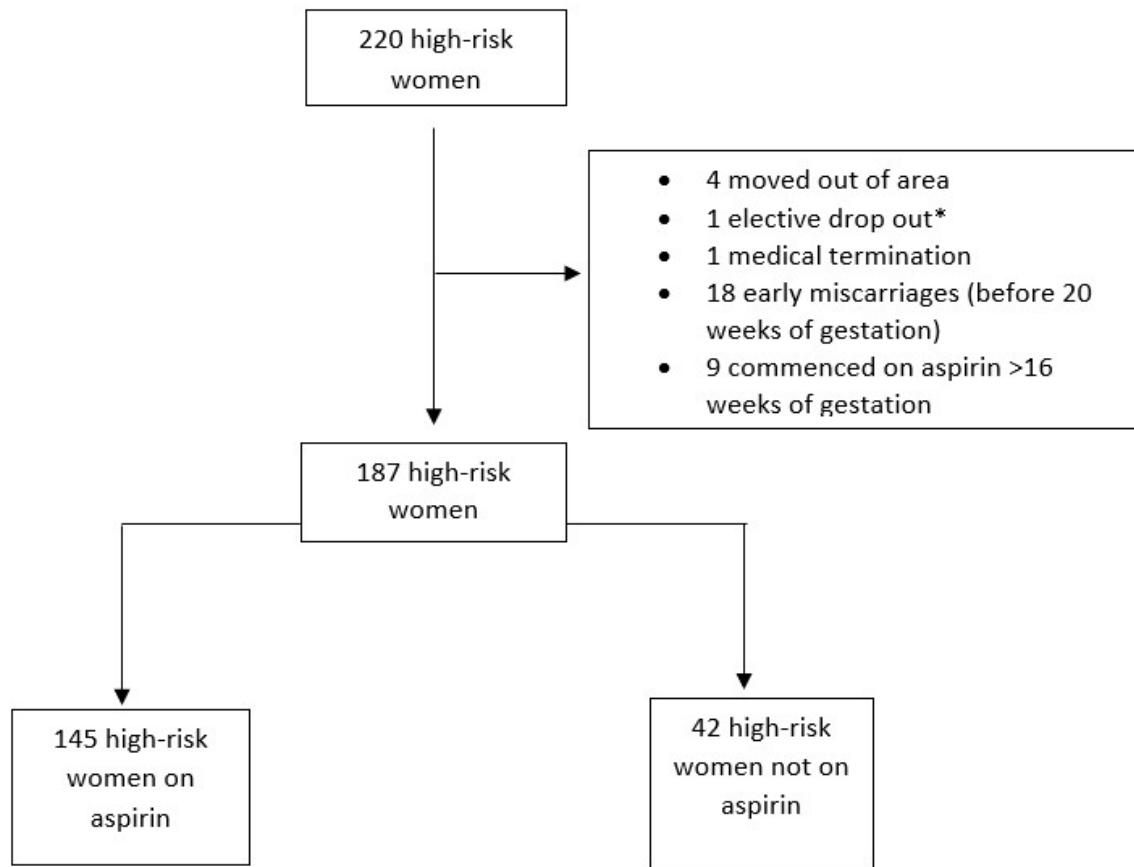 220 high-risk
women
• 4 moved out of area
• 1 elective drop out*
• 1 medical termination
• 18 early miscarriages (before 20
weeks of gestation)
• 9 commenced on aspirin >16
weeks of gestation
187 high-risk
women
145 high-risk
women on
aspirin
42 high-risk
women not on
aspirin